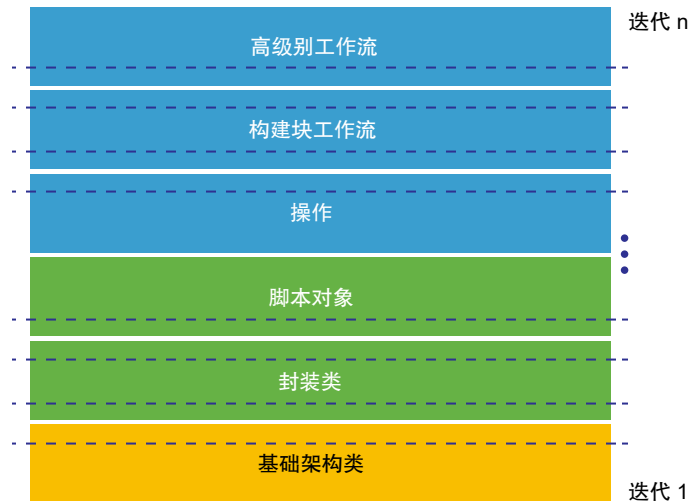 迭代 n
高级别工作流
构建块工作流
操作
脚本对象
封装类
基础架构类
迭代 1